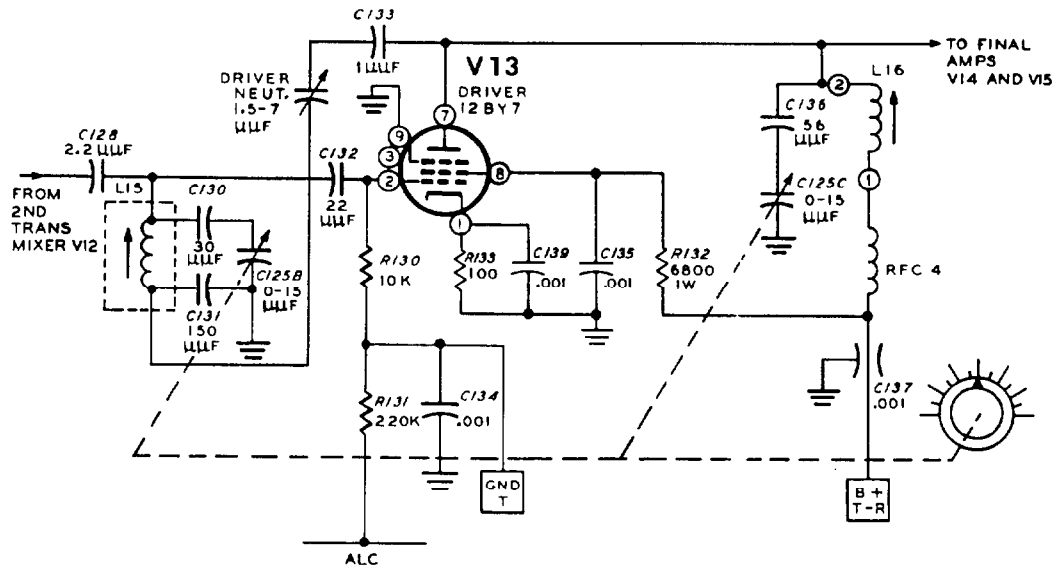 C133
1µµF
V13
DRIVER
12BY7
TO FINAL
AMPS
V14 AND V15
DRIVER
NEUT.
1.5-7
µµF
L16
2
C136
56
µµF
7
9
3
2
8
1
C128
2.2µµF
C132
22
µµF
FROM
2ND
TRANS
MIXER V12
L15
C130
30
µµF
C125B
0-15
µµF
C131
150
µµF
C125C
0-15
µµF
1
R130
10K
R133
100
C139
.001
C135
.001
R132
6800
1W
RFC 4
R131
220K
C134
.001
C137
.001
GND
T
B+
T-R
ALC